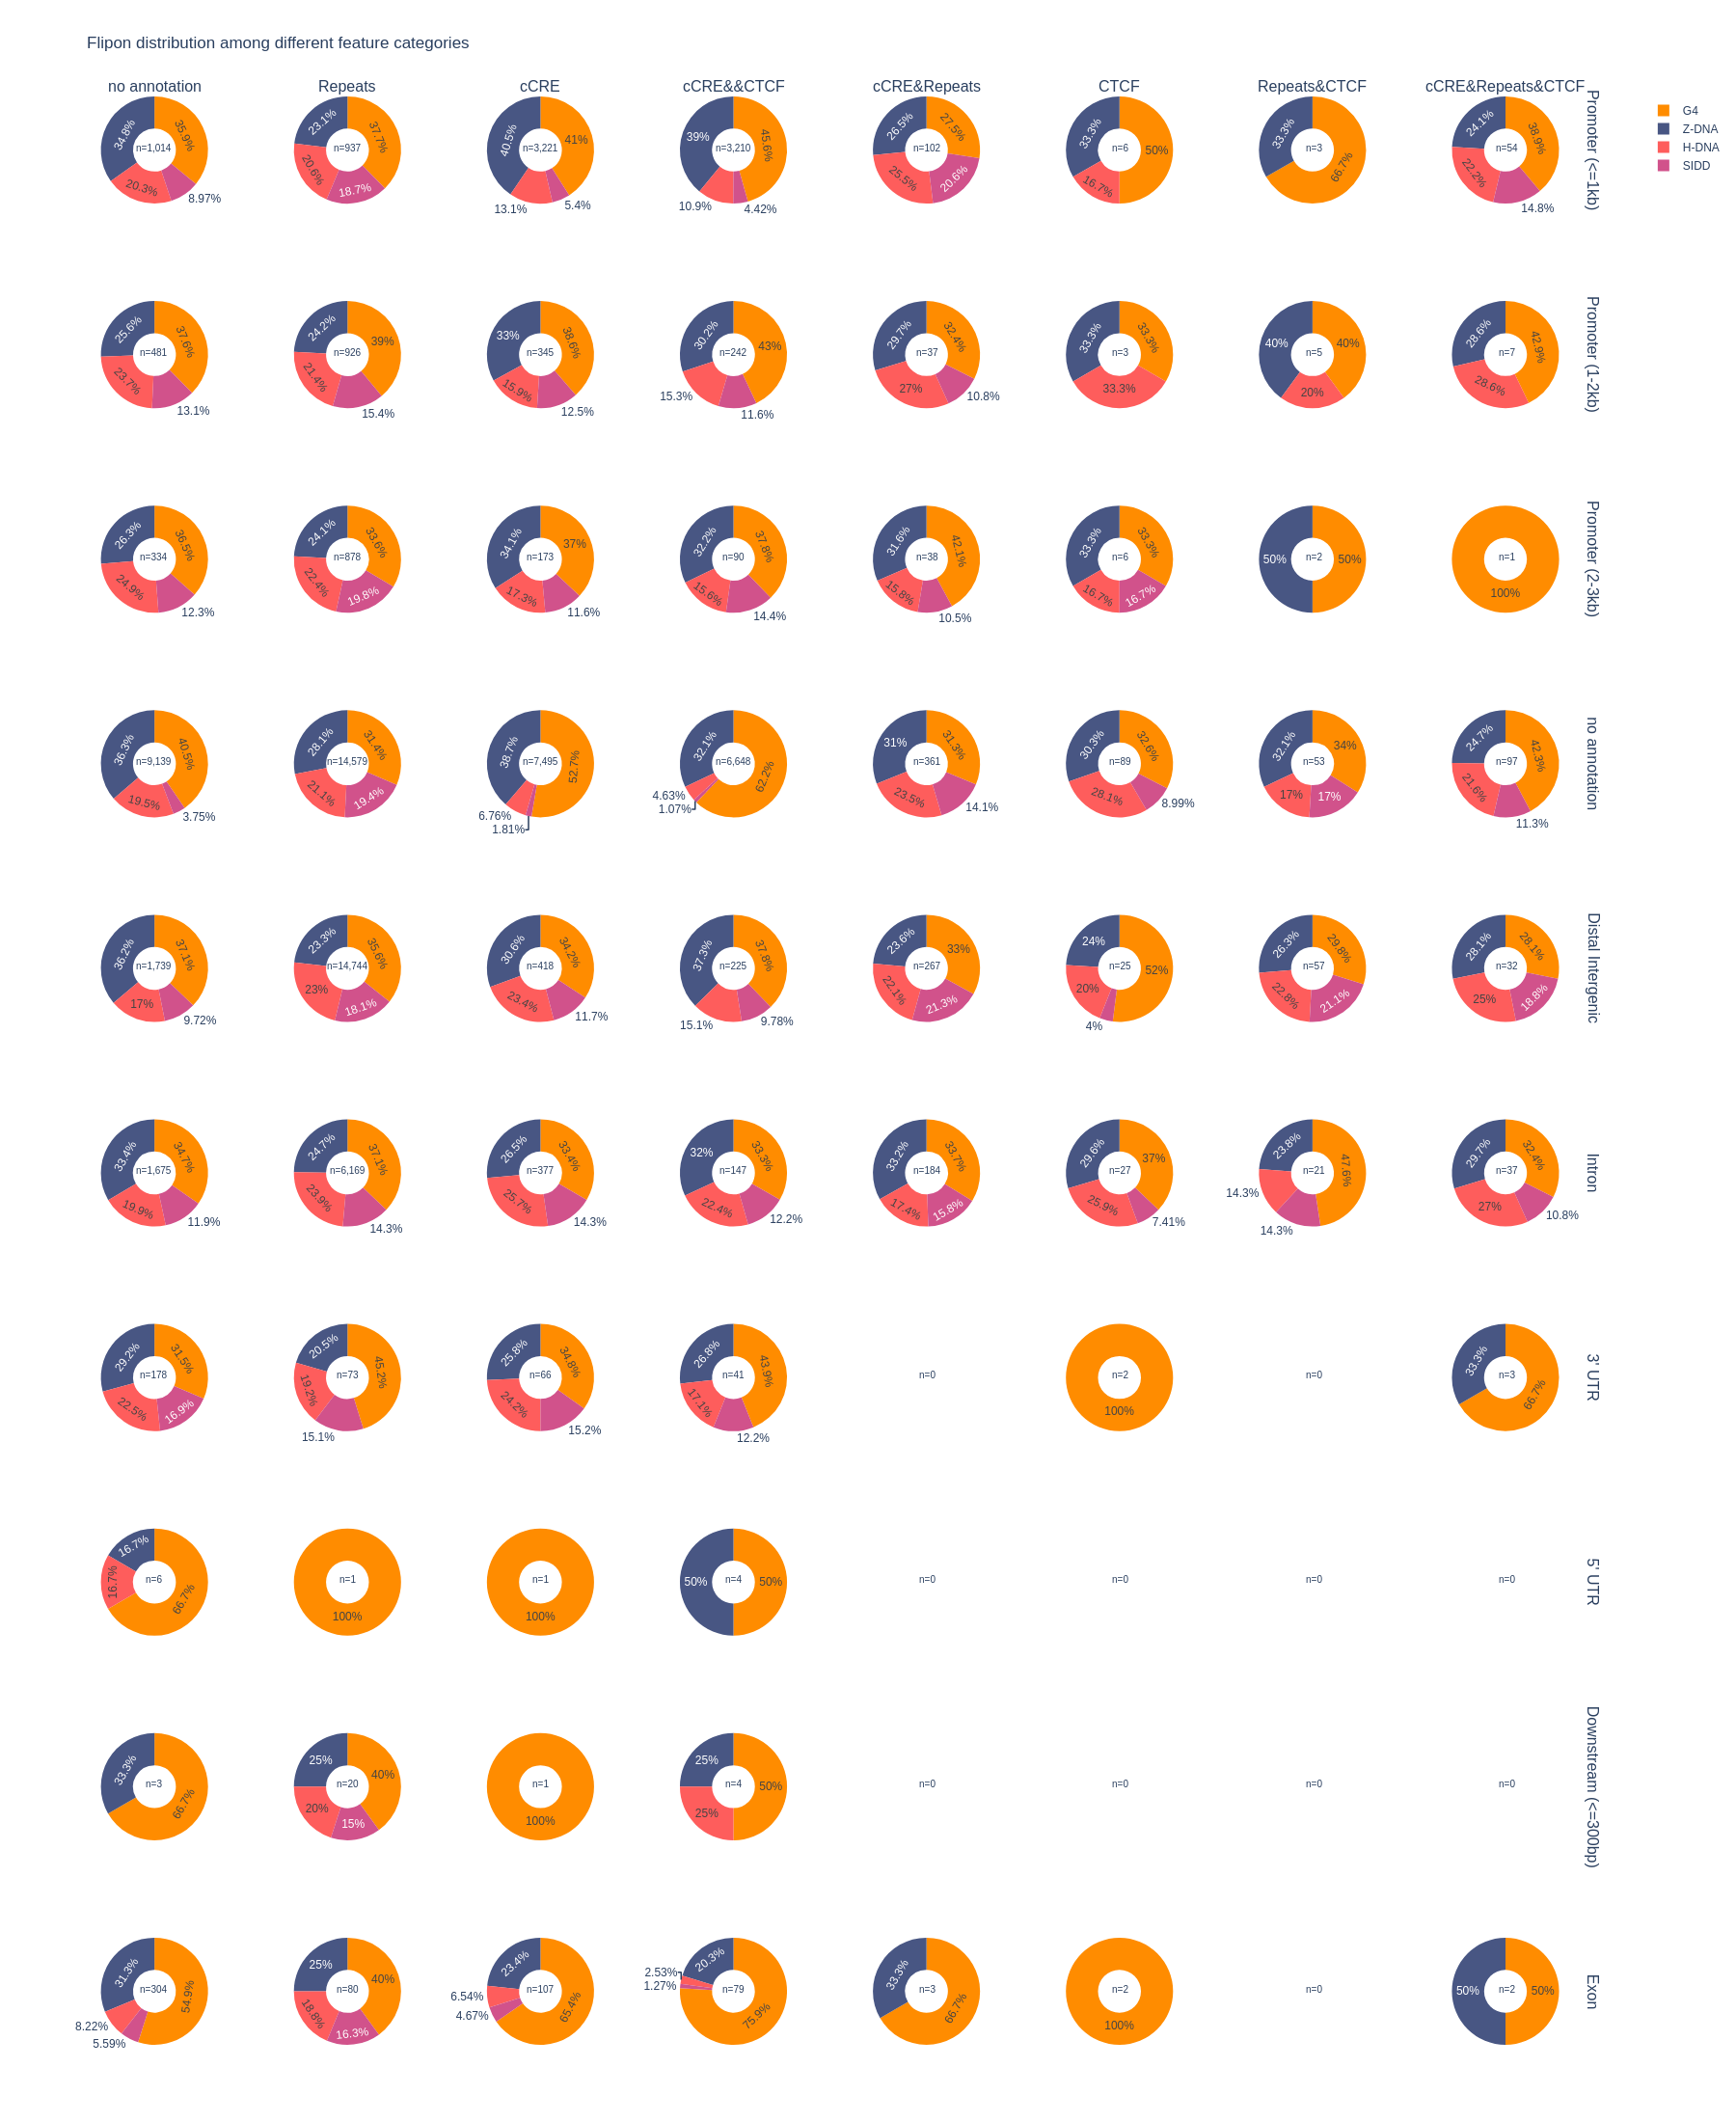 Flipon distribution among different feature categories
no annotation
Repeats
cCRE
cCRE&&CTCF
cCRE&Repeats
CTCF
Repeats&CTCF
cCRE&Repeats&CTCF
G4
Z-DNA
H-DNA
SIDD
Promoter (<=1kb)
34.8% 35.9% n=1,014 20.3% 8.97%
23.1% 37.7% n=937 20.6% 18.7%
40.5% 41% n=3,221 13.1% 5.4%
39% 45.6% n=3,210 10.9% 4.42%
26.5% 27.5% n=102 25.5% 20.6%
33.3% 50% n=6 16.7%
33.3% n=3 66.7%
24.1% 38.9% n=54 22.2% 14.8%
Promoter (1-2kb)
25.6% 37.6% n=481 23.7% 13.1%
24.2% 39% n=926 21.4% 15.4%
33% 38.6% n=345 15.9% 12.5%
30.2% 43% n=242 15.3% 11.6%
29.7% 32.4% n=37 27% 10.8%
33.3% 33.3% n=3 33.3%
40% 40% n=5 20%
28.6% 42.9% n=7 28.6%
Promoter (2-3kb)
26.3% 36.5% n=334 24.9% 12.3%
24.1% 33.6% n=878 22.4% 19.8%
34.1% 37% n=173 17.3% 11.6%
32.2% 37.8% n=90 15.6% 14.4%
31.6% 42.1% n=38 15.8% 10.5%
33.3% 33.3% n=6 16.7% 16.7%
50% n=2 50%
n=1 100%
no annotation
36.3% 40.5% n=9,139 19.5% 3.75%
28.1% 31.4% n=14,579 21.1% 19.4%
38.7% 52.7% n=7,495 6.76% 1.81%
32.1% 62.2% n=6,648 4.63% 1.07%
31% 31.3% n=361 23.5% 14.1%
30.3% 32.6% n=89 28.1% 8.99%
32.1% 34% n=53 17% 17%
24.7% 42.3% n=97 21.6% 11.3%
Distal Intergenic
36.2% 37.1% n=1,739 17% 9.72%
23.3% 35.6% n=14,744 23% 18.1%
30.6% 34.2% n=418 23.4% 11.7%
37.3% 37.8% n=225 15.1% 9.78%
23.6% 33% n=267 22.1% 21.3%
24% 52% n=25 20% 4%
26.3% 29.8% n=57 22.8% 21.1%
28.1% 28.1% n=32 25% 18.8%
Intron
33.4% 34.7% n=1,675 19.9% 11.9%
24.7% 37.1% n=6,169 23.9% 14.3%
26.5% 33.4% n=377 25.7% 14.3%
32% 33.3% n=147 22.4% 12.2%
33.2% 33.7% n=184 17.4% 15.8%
29.6% 37% n=27 25.9% 7.41%
23.8% 47.6% n=21 14.3% 14.3%
29.7% 32.4% n=37 27% 10.8%
3' UTR
29.2% 31.5% n=178 22.5% 16.9%
20.5% 45.2% n=73 19.2% 15.1%
25.8% 34.8% n=66 24.2% 15.2%
26.8% 43.9% n=41 17.1% 12.2%
n=0
n=2 100%
n=0
33.3% n=3 66.7%
5' UTR
16.7% n=6 16.7% 66.7%
n=1 100%
n=1 100%
50% n=4 50%
n=0
n=0
n=0
n=0
Downstream (<=300bp)
33.3% n=3 66.7%
25% 40% n=20 20% 15%
n=1 100%
25% 50% n=4 25%
n=0
n=0
n=0
n=0
Exon
31.3% 54.9% n=304 8.22% 5.59%
25% 40% n=80 18.8% 16.3%
23.4% 65.4% n=107 6.54% 4.67%
20.3% 75.9% n=79 2.53% 1.27%
33.3% n=3 66.7%
n=2 100%
n=0
50% n=2 50%